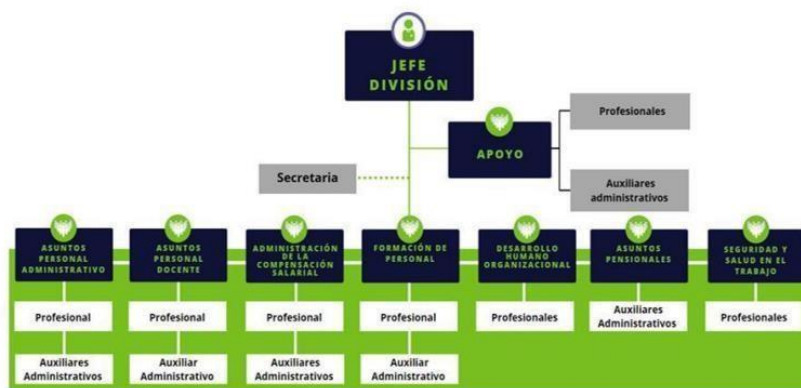 JEFE
DIVISIÓN
Profesionales
APOYO
Secretaria
Auxiliares
administrativos
ASUNTOS
PERSONAL
ADMINISTRATIVO
ASUNTOS
PERSONAL
DOCENTE
ADMINISTRACIÓN
DE LA
COMPENSACIÓN
SALARIAL
FORMACIÓN DE
PERSONAL
DESARROLLO
HUMANO
ORGANIZACIONAL
ASUNTOS
PENSIONALES
SEGURIDAD Y
SALUD EN EL
TRABAJO
Profesional
Profesional
Profesional
Profesional
Profesionales
Auxiliares
Administrativos
Profesionales
Auxiliares
Administrativos
Auxiliar
Administrativo
Auxiliares
Administrativos
Auxiliar
Administrativo